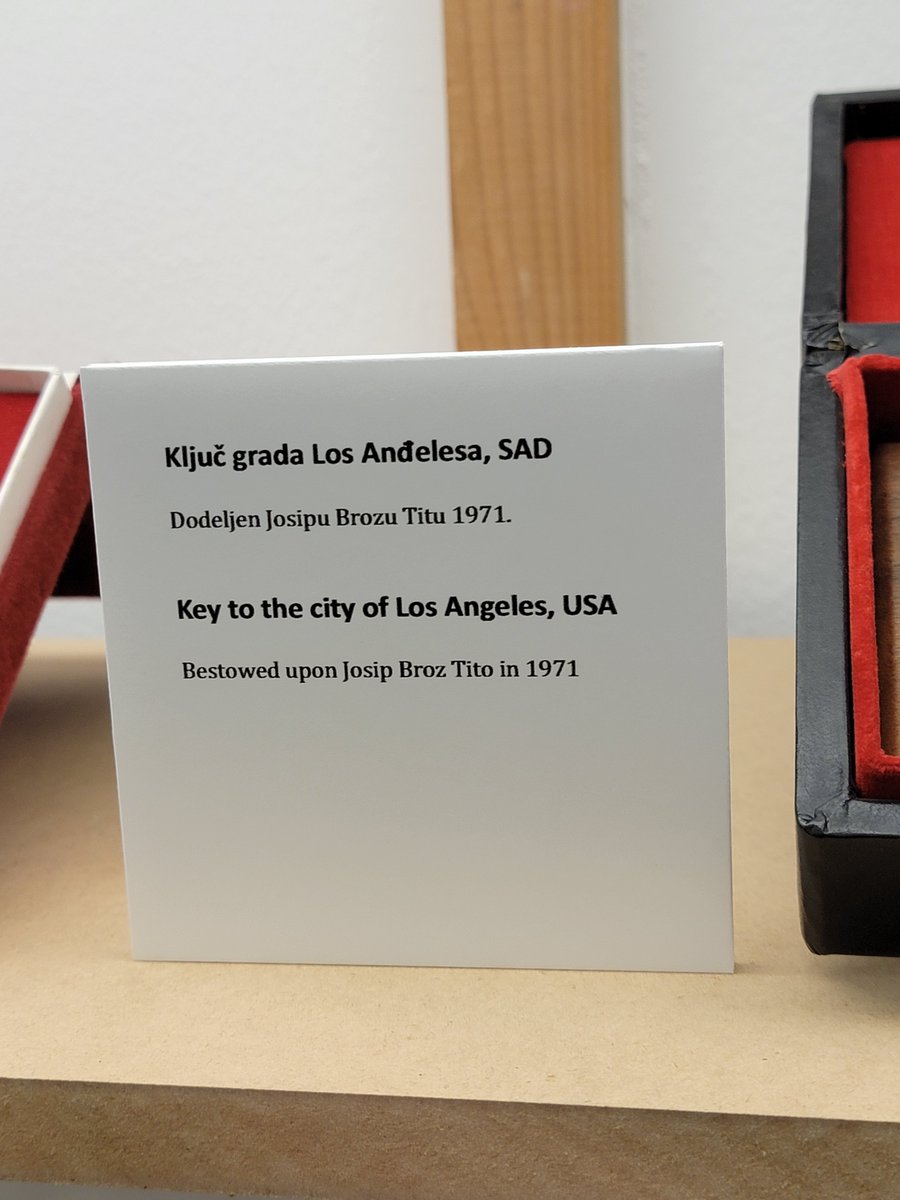 Ključ grada Los Anđelesa, SAD
Dodeljen Josipu Brozu Titu 1971.
Key to the city of Los Angeles, USA
Bestowed upon Josip Broz Tito in 1971